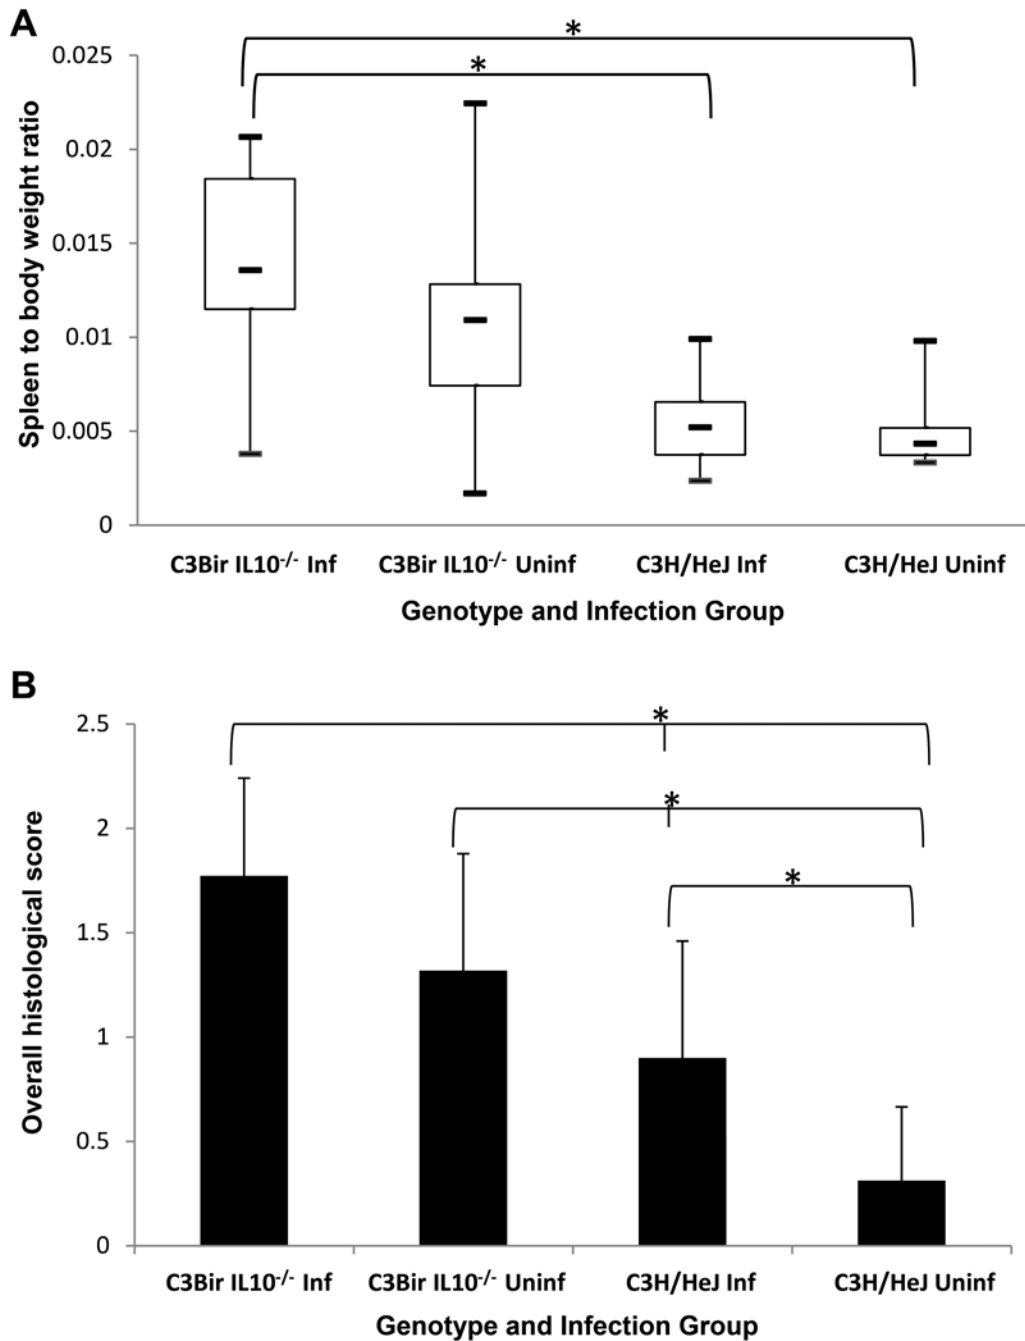 A
*
*
0.025
0.02
0.015
0.01
0.005
0
Spleen to body weight ratio
C3Bir IL10-/- Inf C3Bir IL10-/- Uninf C3H/HeJ Inf C3H/HeJ Uninf
Genotype and Infection Group
B
*
*
*
2.5
2
1.5
1
0.5
0
Overall histological score
C3Bir IL10-/- Inf C3Bir IL10-/- Uninf C3H/HeJ Inf C3H/HeJ Uninf
Genotype and Infection Group